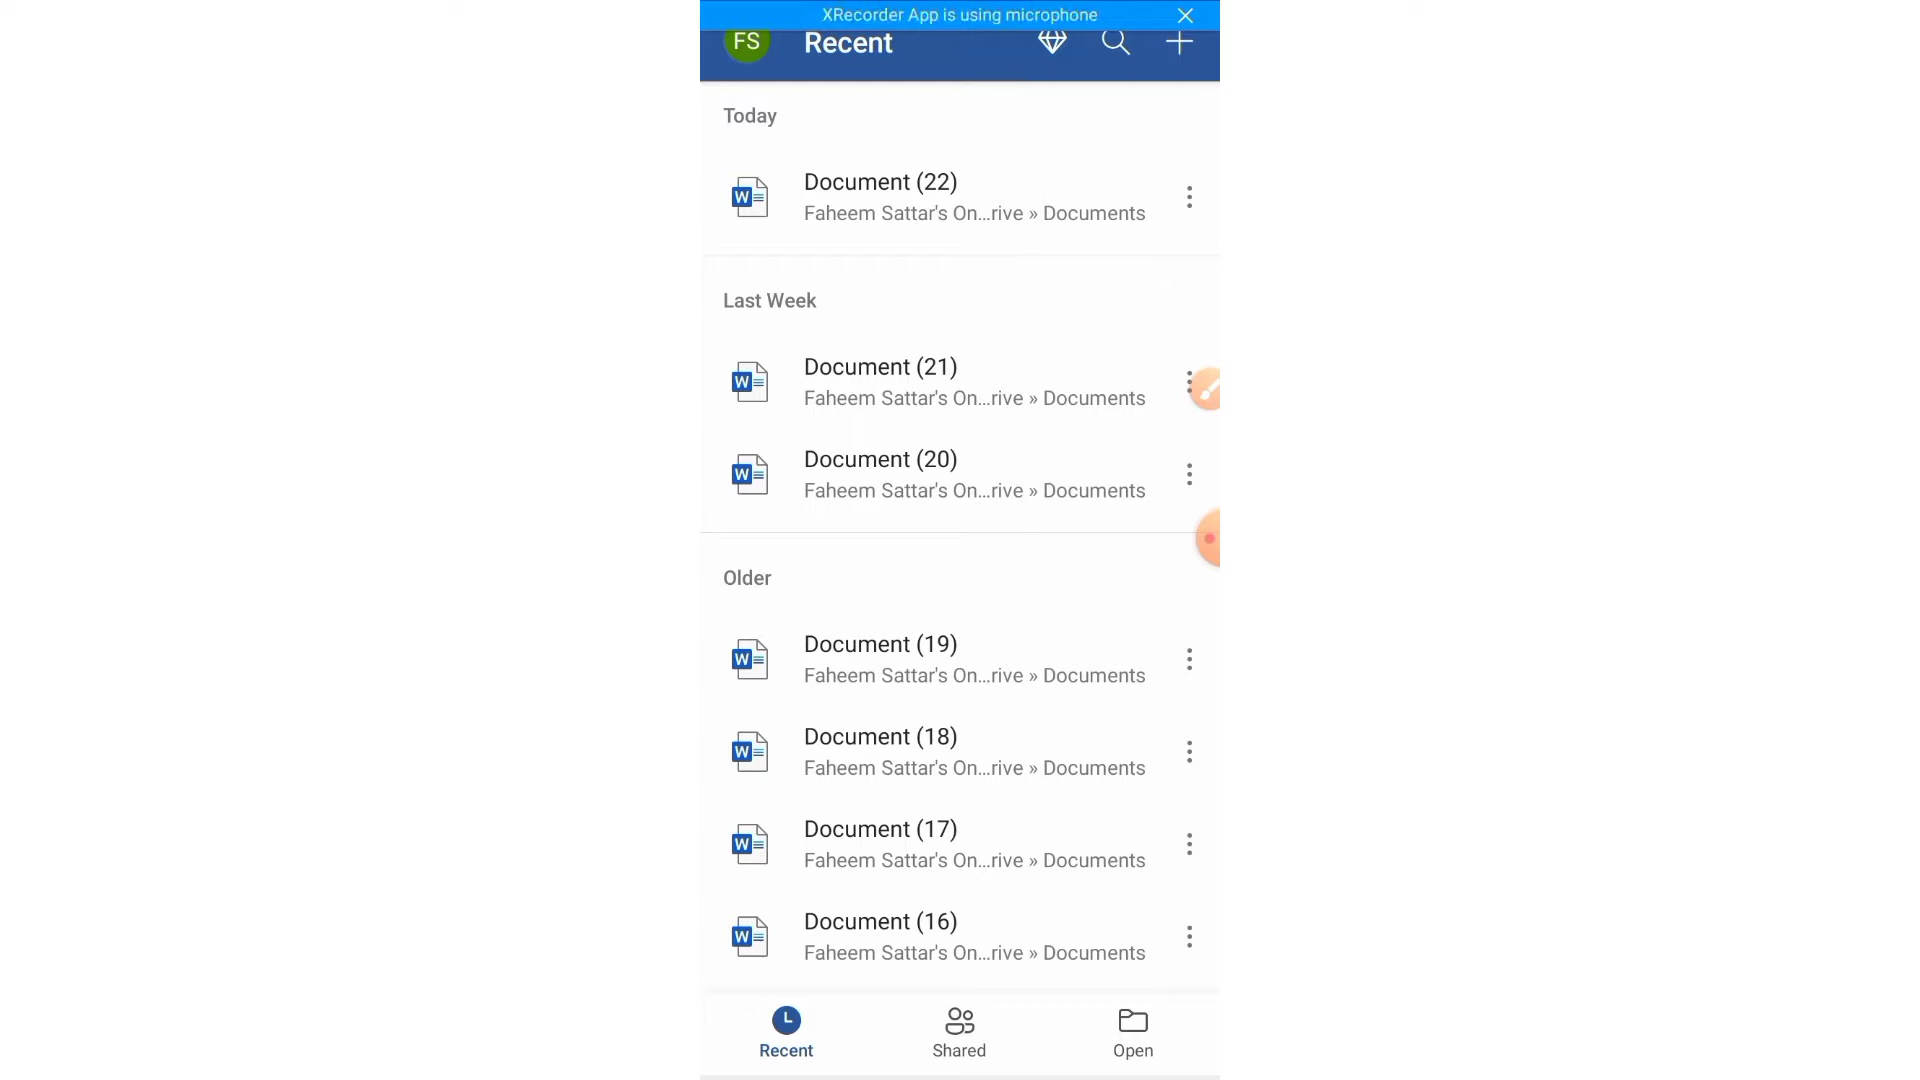 XRecorder App is using microphone
FS Recent
Today
Document (22)
Faheem Sattar's On...rive » Documents
Last Week
Document (21)
Faheem Sattar's On...rive » Documents
Document (20)
Faheem Sattar's On...rive » Documents
Older
Document (19)
Faheem Sattar's On...rive » Documents
Document (18)
Faheem Sattar's On...rive » Documents
Document (17)
Faheem Sattar's On...rive » Documents
Document (16)
Faheem Sattar's On...rive » Documents
Recent Shared Open